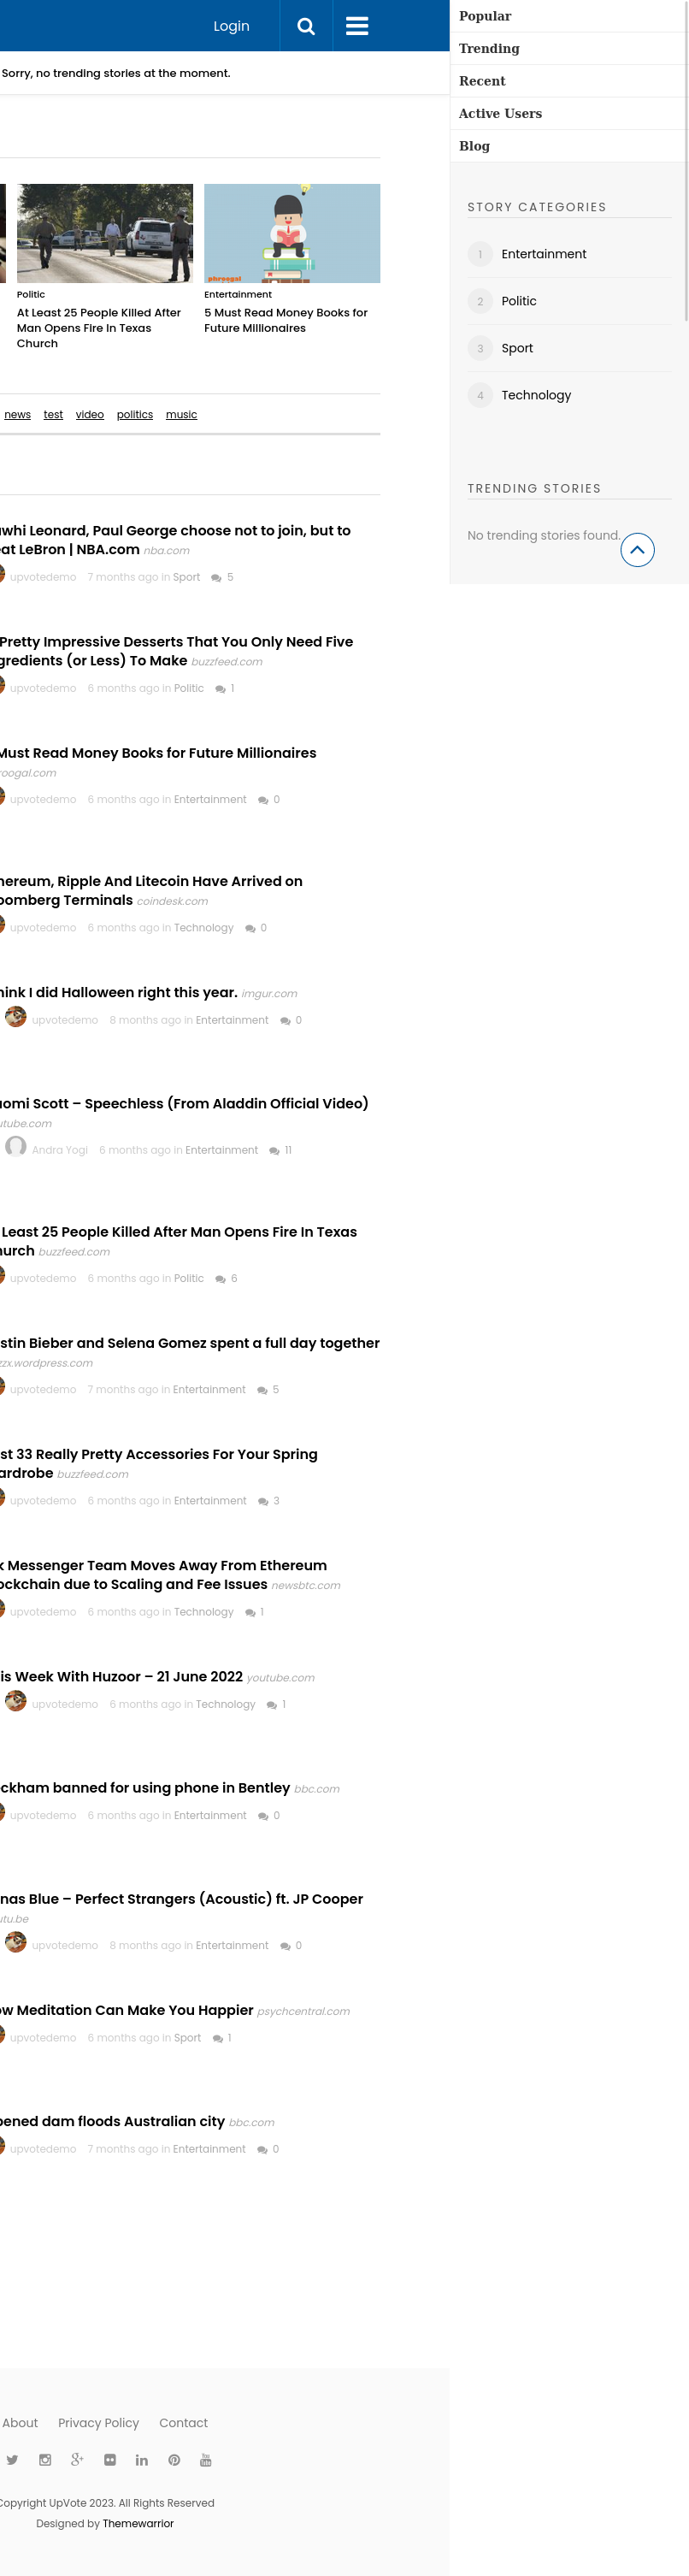 Login
Sorry, no trending stories at the moment.
Politic
At Least 25 People Killed After
Man Opens Fire In Texas
Church
phroogal
Entertainment
5 Must Read Money Books for
Future Millionaires
news test video politics music
awhi Leonard, Paul George choose not to join, but to
eat LeBron | NBA.com nba.com
upvotedemo 7 months ago in Sport 5
Pretty Impressive Desserts That You Only Need Five
gredients (or Less) To Make buzzfeed.com
upvotedemo 6 months ago in Politic 1
Must Read Money Books for Future Millionaires
roogal.com
upvotedemo 6 months ago in Entertainment 0
hereum, Ripple And Litecoin Have Arrived on
oomberg Terminals coindesk.com
upvotedemo 6 months ago in Technology 0
hink I did Halloween right this year. imgur.com
upvotedemo 8 months ago in Entertainment 0
aomi Scott – Speechless (From Aladdin Official Video)
utube.com
Andra Yogi 6 months ago in Entertainment 11
Least 25 People Killed After Man Opens Fire In Texas
hurch buzzfeed.com
upvotedemo 6 months ago in Politic 6
stin Bieber and Selena Gomez spent a full day together
zzx.wordpress.com
upvotedemo 7 months ago in Entertainment 5
st 33 Really Pretty Accessories For Your Spring
ardrobe buzzfeed.com
upvotedemo 6 months ago in Entertainment 3
k Messenger Team Moves Away From Ethereum
ockchain due to Scaling and Fee Issues newsbtc.com
upvotedemo 6 months ago in Technology 1
is Week With Huzoor – 21 June 2022 youtube.com
upvotedemo 6 months ago in Technology 1
eckham banned for using phone in Bentley bbc.com
upvotedemo 6 months ago in Entertainment 0
nas Blue – Perfect Strangers (Acoustic) ft. JP Cooper
utu.be
upvotedemo 8 months ago in Entertainment 0
ow Meditation Can Make You Happier psychcentral.com
upvotedemo 6 months ago in Sport 1
pened dam floods Australian city bbc.com
upvotedemo 7 months ago in Entertainment 0
About Privacy Policy Contact
Copyright UpVote 2023. All Rights Reserved
Designed by Themewarrior
Popular
Trending
Recent
Active Users
Blog
STORY CATEGORIES
1 Entertainment
2 Politic
3 Sport
4 Technology
TRENDING STORIES
No trending stories found.